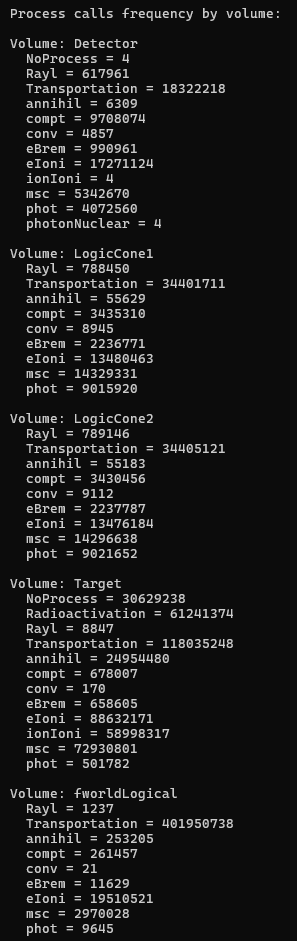 Process calls frequency by volume:
Volume: Detector
NoProcess = 4
Rayl = 617961
Transportation = 18322218
annihil = 6309
compt = 9708074
conv = 4857
eBrem = 990961
eIoni = 17271124
ionIoni = 4
msc = 5342670
phot = 4072560
photonNuclear = 4
Volume: LogicCone1
Rayl = 788450
Transportation = 34401711
annihil = 55629
compt = 3435310
conv = 8945
eBrem = 2236771
eIoni = 13480463
msc = 14329331
phot = 9015920
Volume: LogicCone2
Rayl = 789146
Transportation = 34405121
annihil = 55183
compt = 3430456
conv = 9112
eBrem = 2237787
eIoni = 13476184
msc = 14296638
phot = 9021652
Volume: Target
NoProcess = 30629238
Radioactivation = 61241374
Rayl = 8847
Transportation = 118035248
annihil = 24954480
compt = 678007
conv = 170
eBrem = 658605
eIoni = 88632171
ionIoni = 58998317
msc = 72930801
phot = 501782
Volume: fworldLogical
Rayl = 1237
Transportation = 401950738
annihil = 253205
compt = 261457
conv = 21
eBrem = 11629
eIoni = 19510521
msc = 2970028
phot = 9645